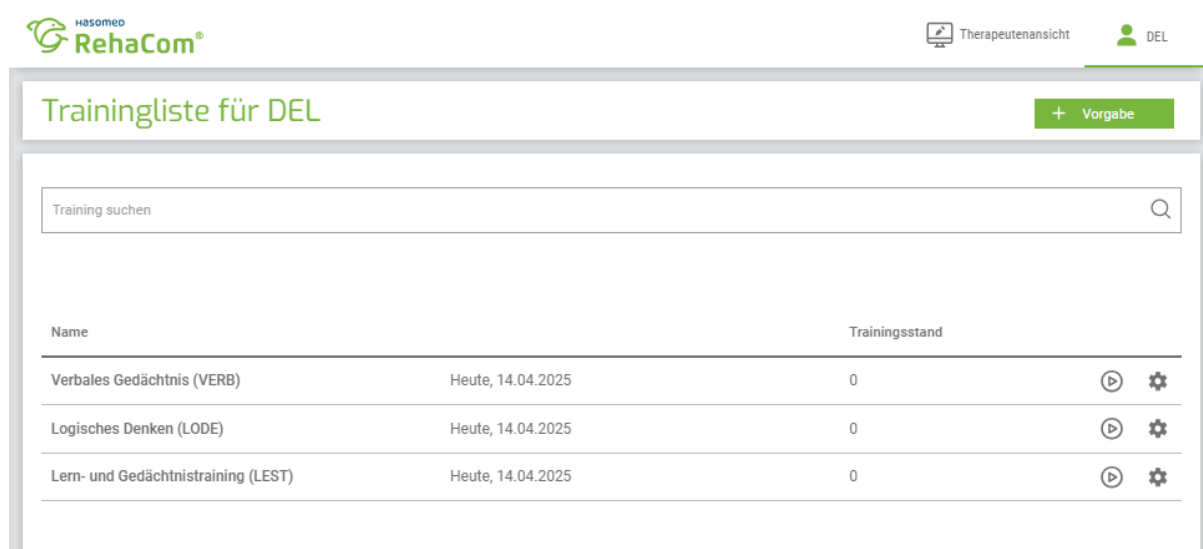 HASOMED
RehaCom®
Therapeutenansicht
DEL
Trainingliste für DEL
+ Vorgabe
Training suchen
Name Trainingsstand
Verbales Gedächtnis (VERB) Heute, 14.04.2025 0
Logisches Denken (LODE) Heute, 14.04.2025 0
Lern- und Gedächtnistraining (LEST) Heute, 14.04.2025 0